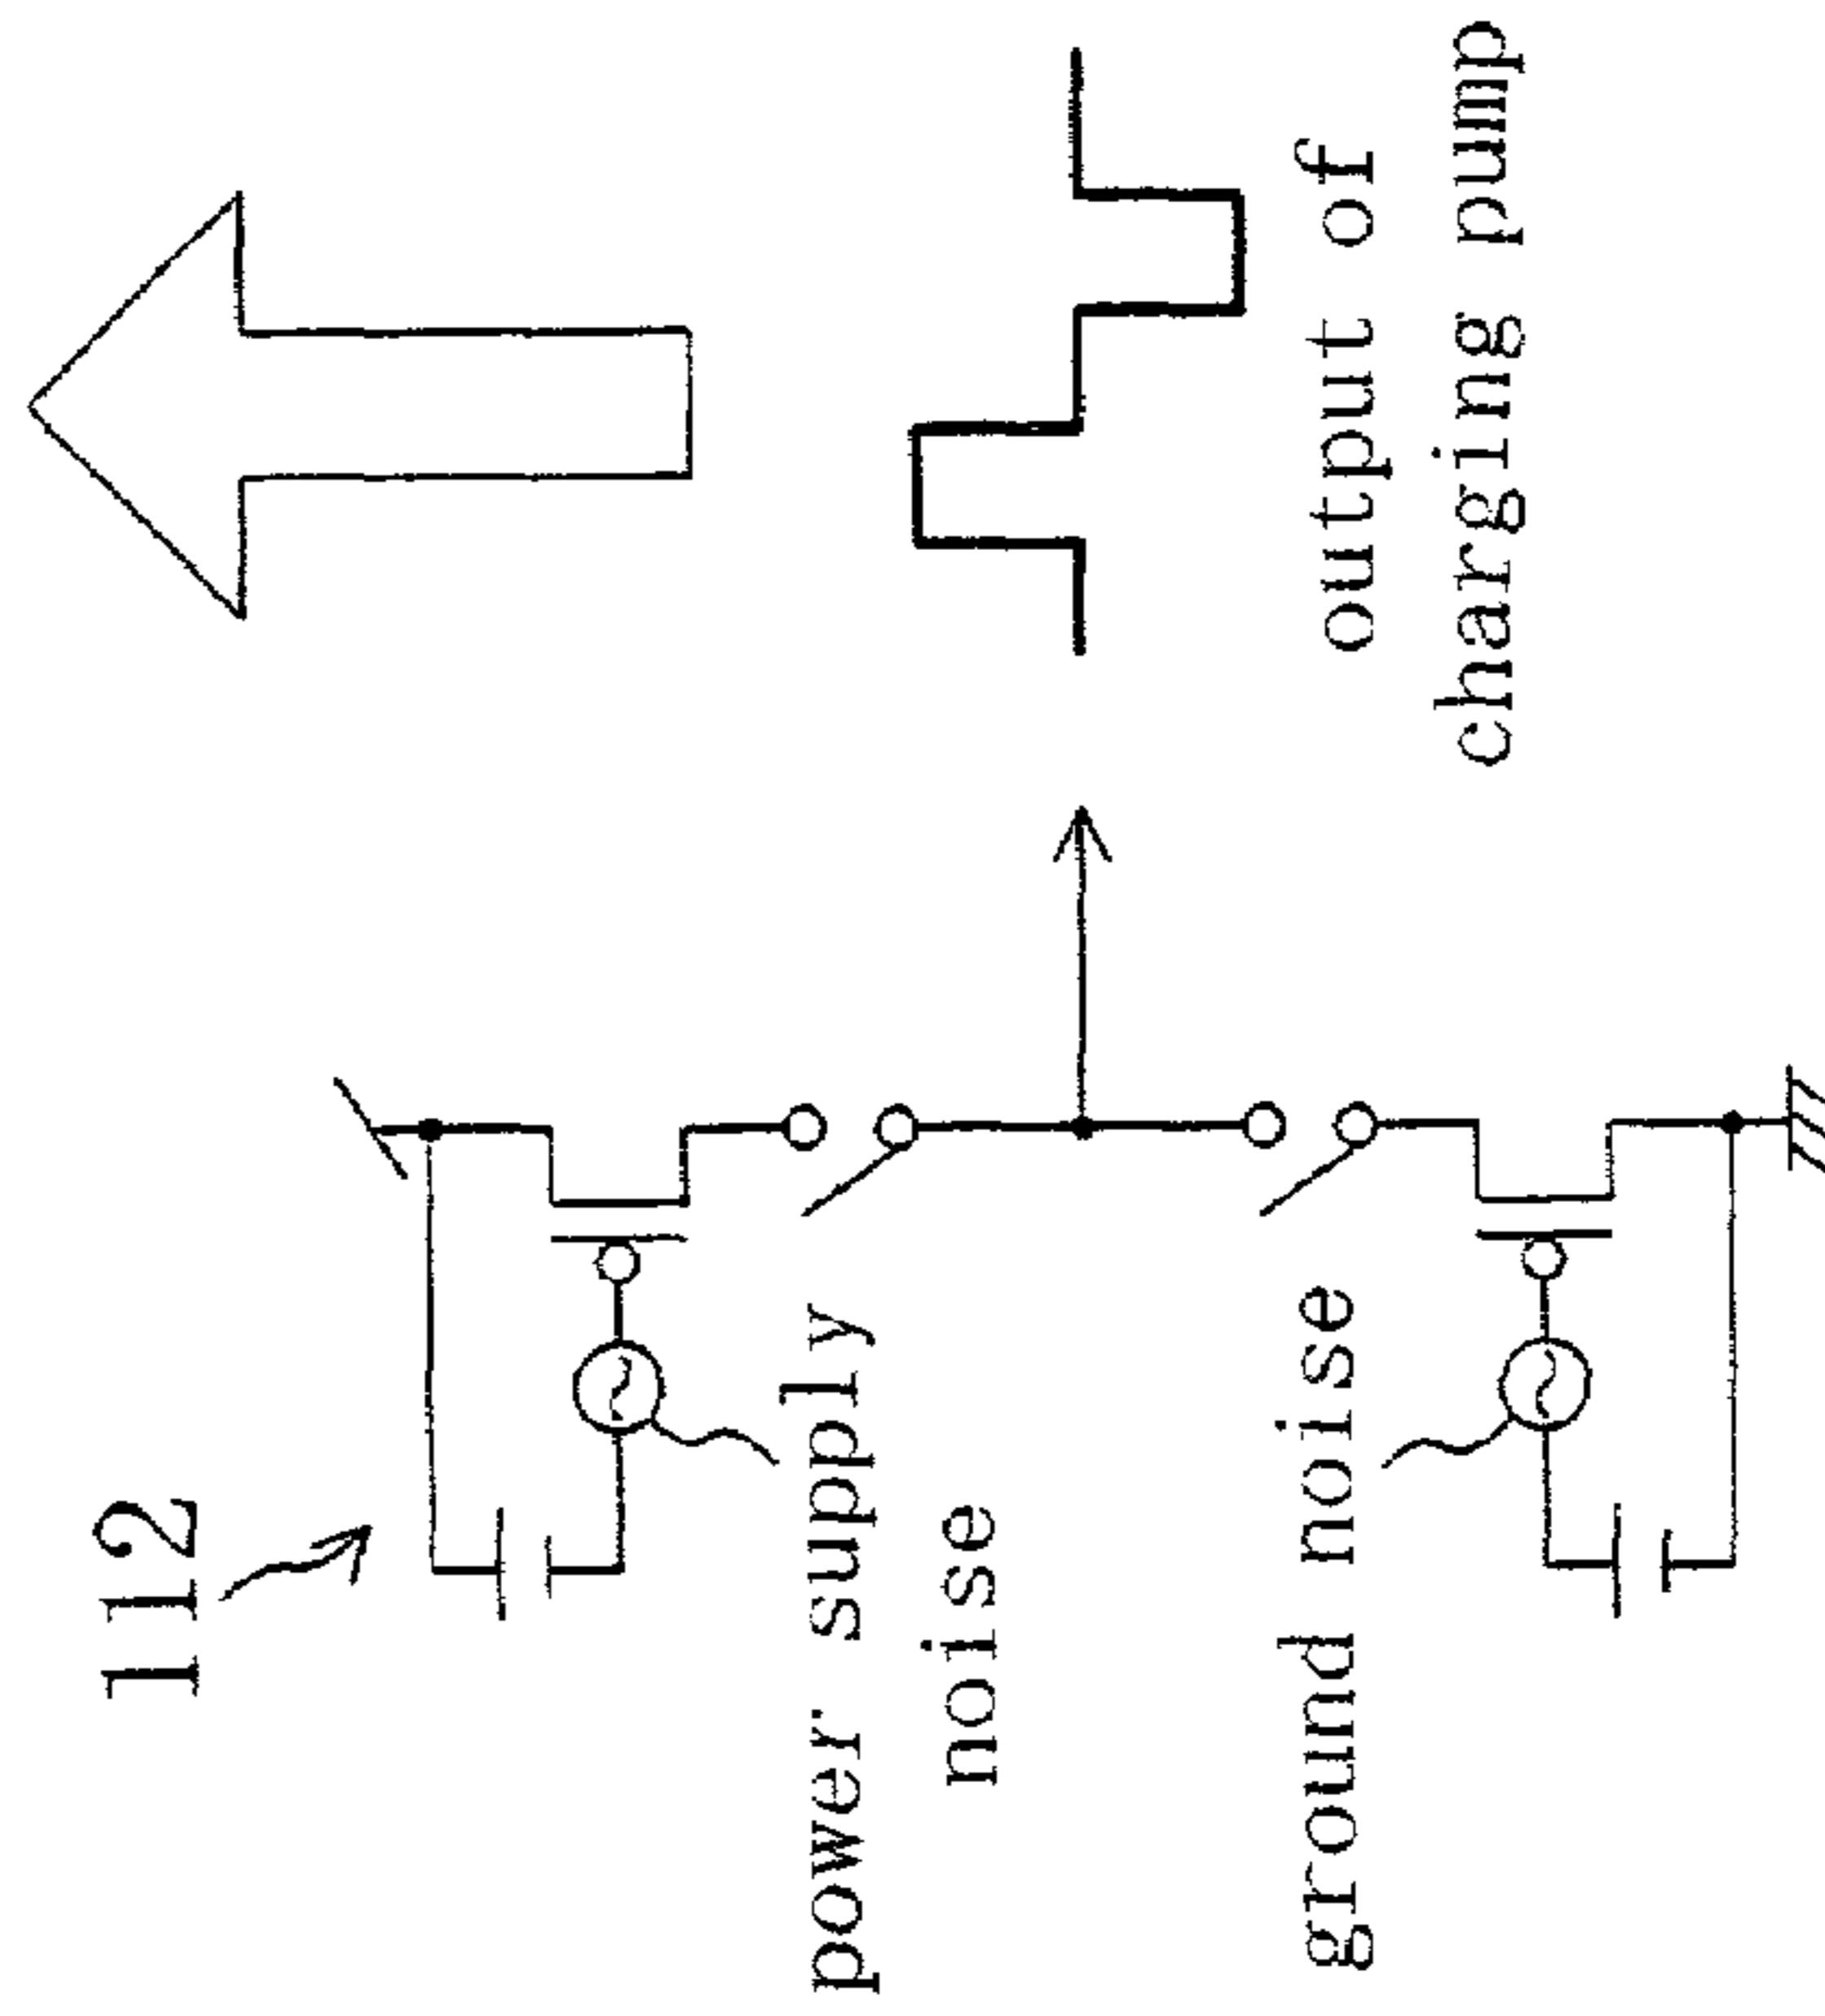 112
power supply
noise
ground noise
output of
charging pump